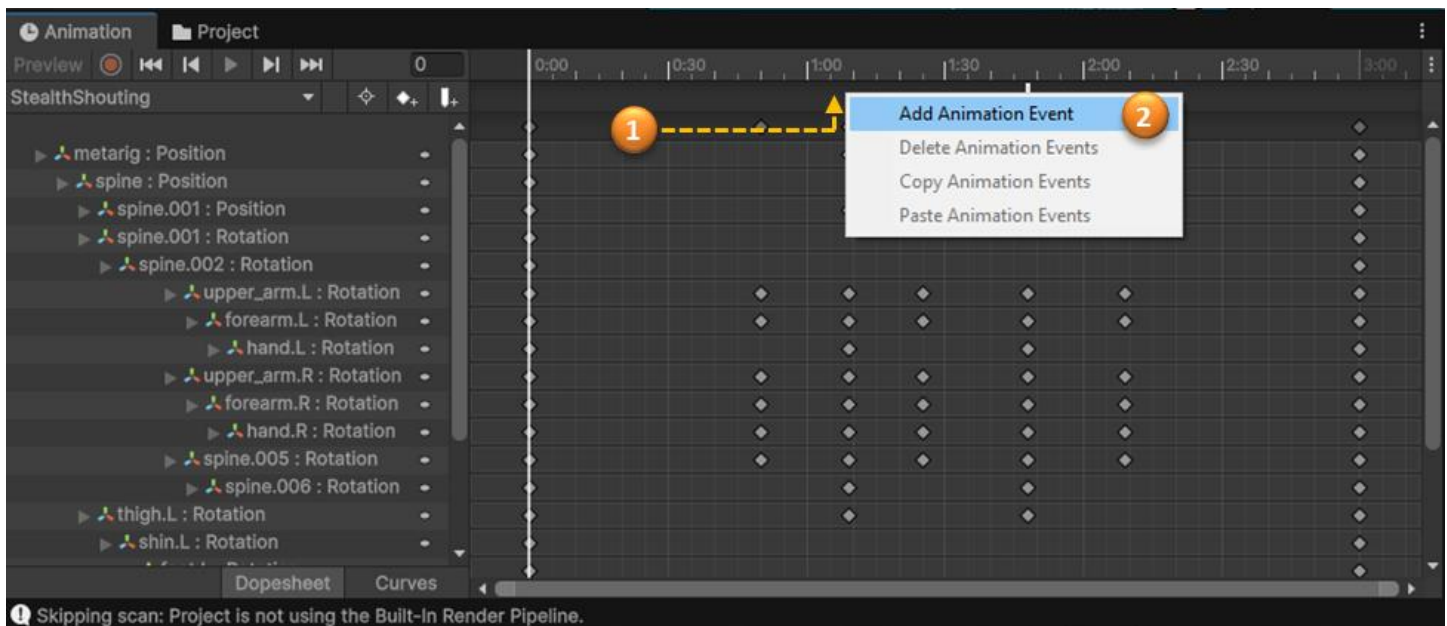 Animation Project
Preview 0 0:00 0:30 1:00 1:30 2:00 2:30 3:00
StealthShouting
1
Add Animation Event 2
Delete Animation Events
Copy Animation Events
Paste Animation Events
metarig : Position
spine : Position
spine.001 : Position
spine.001 : Rotation
spine.002 : Rotation
upper_arm.L : Rotation
forearm.L : Rotation
hand.L : Rotation
upper_arm.R : Rotation
forearm.R : Rotation
hand.R : Rotation
spine.005 : Rotation
spine.006 : Rotation
thigh.L : Rotation
shin.L : Rotation
Dopesheet Curves
Skipping scan: Project is not using the Built-In Render Pipeline.